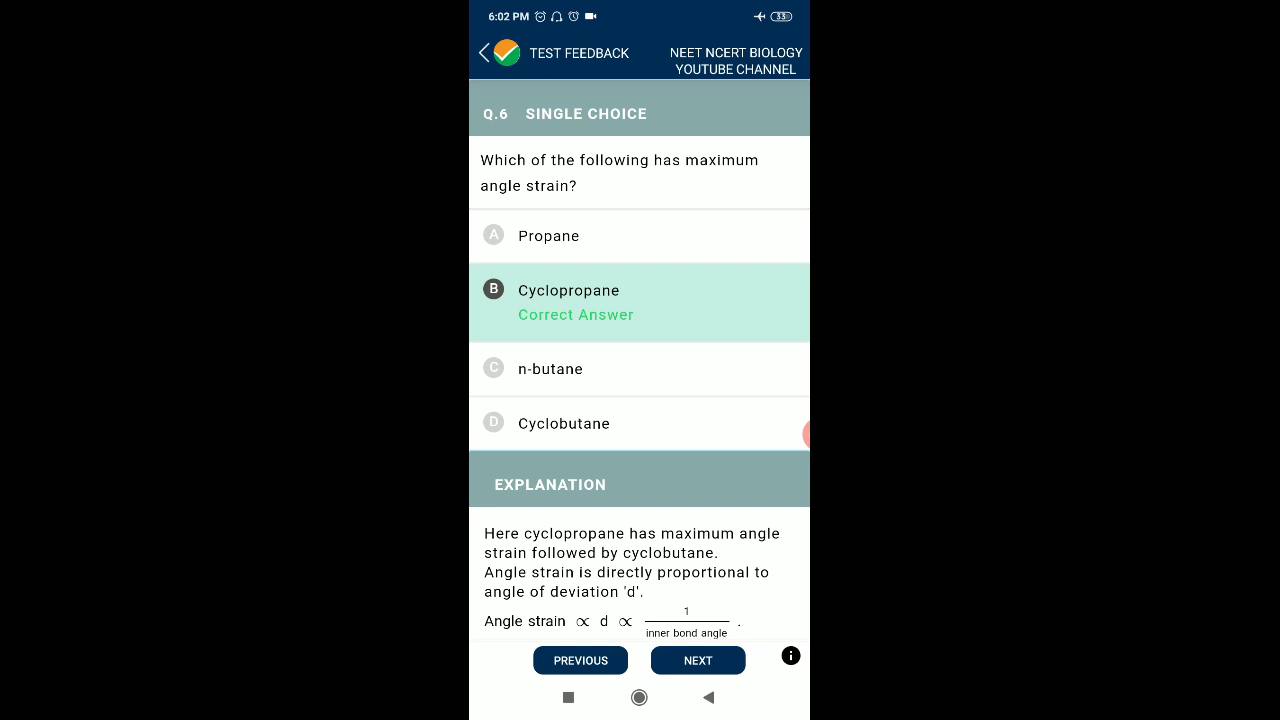 6:02 PM 33
TEST FEEDBACK
NEET NCERT BIOLOGY
YOUTUBE CHANNEL
Q.6 SINGLE CHOICE
Which of the following has maximum
angle strain?
A Propane
B Cyclopropane
Correct Answer
C n-butane
D Cyclobutane
EXPLANATION
Here cyclopropane has maximum angle
strain followed by cyclobutane.
Angle strain is directly proportional to
angle of deviation 'd'.
Angle strain ∝ d ∝ 1
inner bond angle .
PREVIOUS NEXT